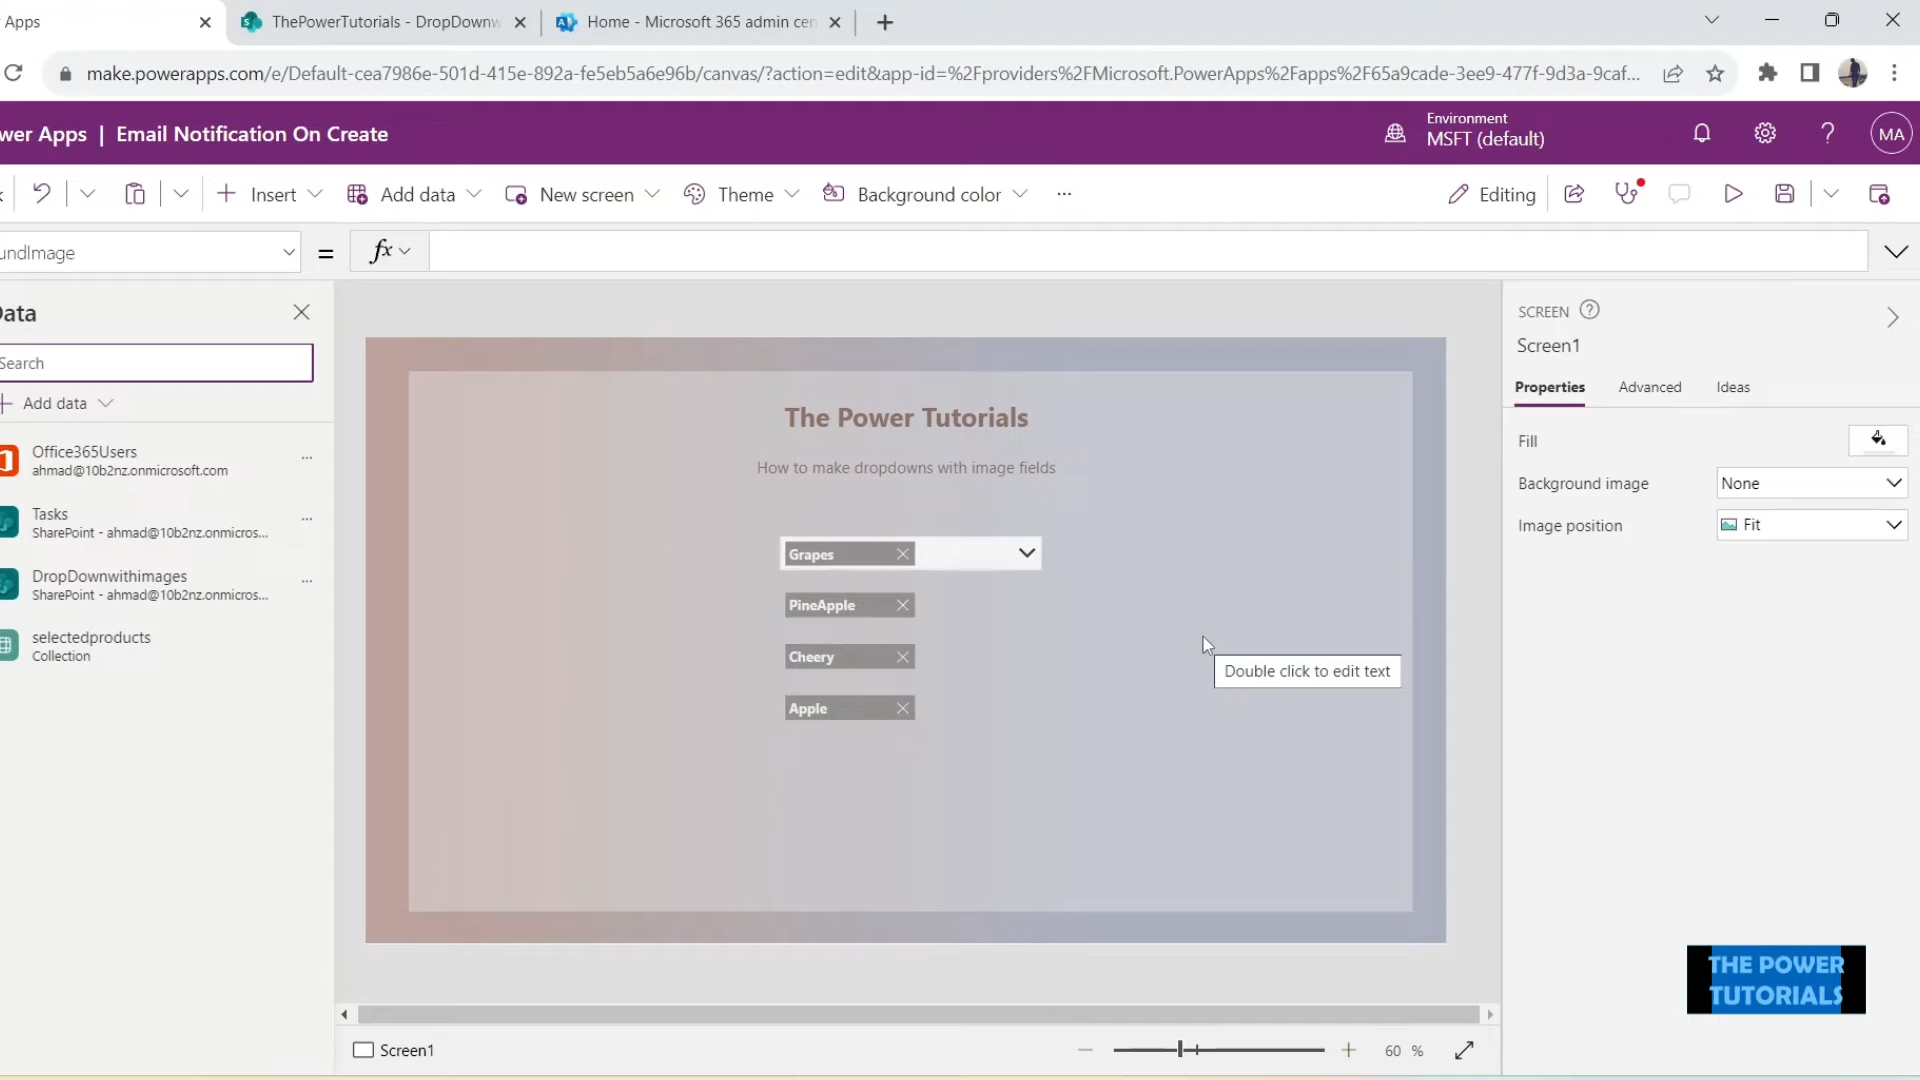 Apps
ThePowerTutorials - DropDownw
Home - Microsoft 365 admin cen
make.powerapps.com/e/Default-cea7986e-501d-415e-892a-fe5eb5a6e96b/canvas/?action=edit&app-id=%2Fproviders%2FMicrosoft.PowerApps%2Fapps%2F65a9cade-3ee9-477f-9d3a-9caf...
wer Apps | Email Notification On Create
Environment
MSFT (default)
MA
Insert
Add data
New screen
Theme
Background color
...
Editing
undImage
=
fx
Data
Search
Add data
Office365Users
ahmad@10b2nz.onmicrosoft.com
...
Tasks
SharePoint - ahmad@10b2nz.onmicros...
...
DropDownwithimages
SharePoint - ahmad@10b2nz.onmicros...
...
selectedproducts
Collection
The Power Tutorials
How to make dropdowns with image fields
Grapes
PineApple
Cheery
Apple
Double click to edit text
SCREEN
Screen1
Properties
Advanced
Ideas
Fill
Background image
None
Image position
Fit
THE POWER
TUTORIALS
Screen1
60 %